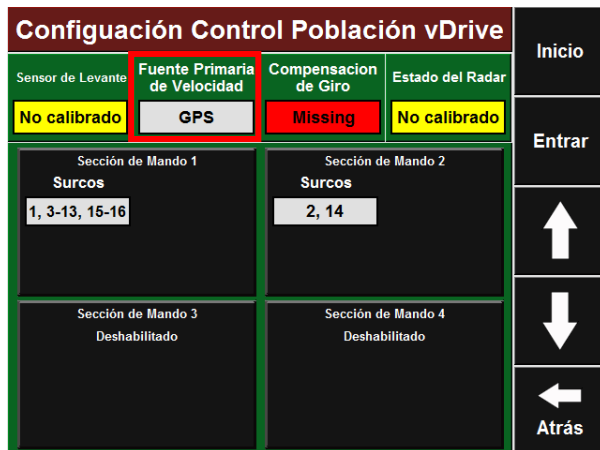 Configuación Control Población vDrive
Inicio
Sensor de Levante
Fuente Primaria
de Velocidad
Compensacion
de Giro
Estado del Radar
No calibrado
GPS
Missing
No calibrado
Entrar
Sección de Mando 1
Surcos
1, 3-13, 15-16
Sección de Mando 2
Surcos
2, 14
Sección de Mando 3
Deshabilitado
Sección de Mando 4
Deshabilitado
Atrás